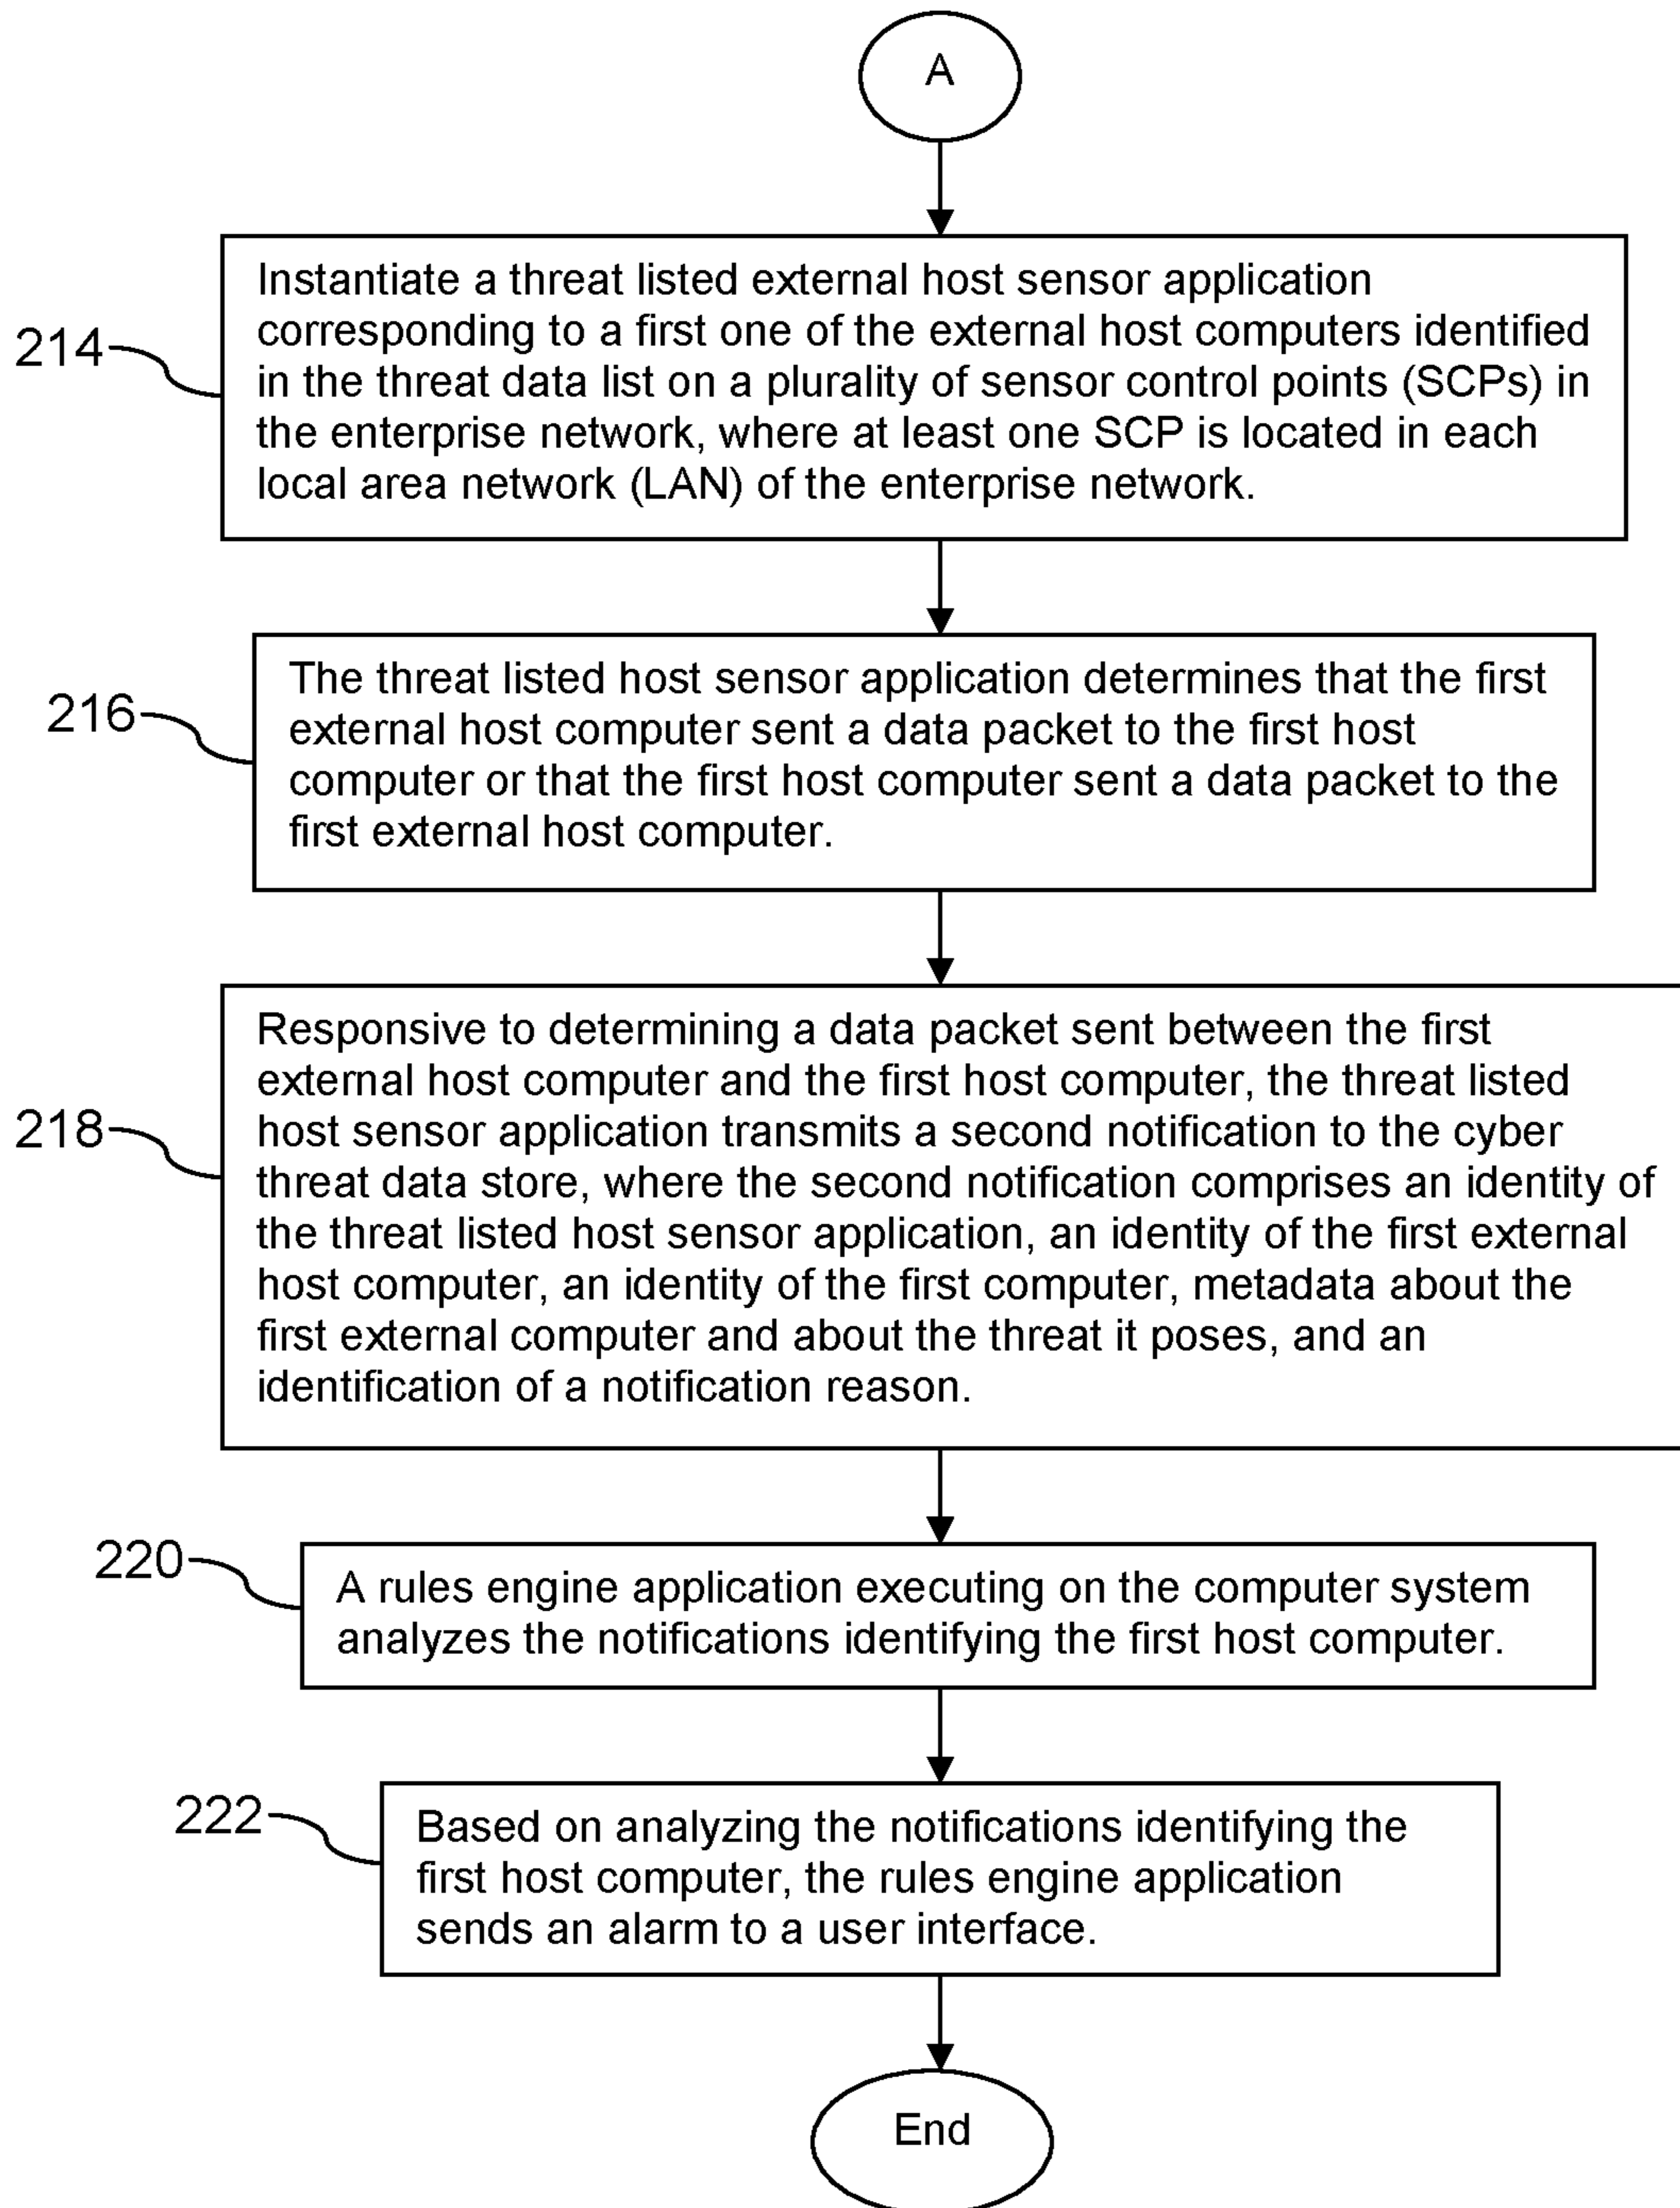 A
214
Instantiate a threat listed external host sensor application
corresponding to a first one of the external host computers identified
in the threat data list on a plurality of sensor control points (SCPs) in
the enterprise network, where at least one SCP is located in each
local area network (LAN) of the enterprise network.
216
The threat listed host sensor application determines that the first
external host computer sent a data packet to the first host
computer or that the first host computer sent a data packet to the
first external host computer.
218
Responsive to determining a data packet sent between the first
external host computer and the first host computer, the threat listed
host sensor application transmits a second notification to the cyber
threat data store, where the second notification comprises an identity of
the threat listed host sensor application, an identity of the first external
host computer, an identity of the first computer, metadata about the
first external computer and about the threat it poses, and an
identification of a notification reason.
220
A rules engine application executing on the computer system
analyzes the notifications identifying the first host computer.
222
Based on analyzing the notifications identifying the
first host computer, the rules engine application
sends an alarm to a user interface.
End